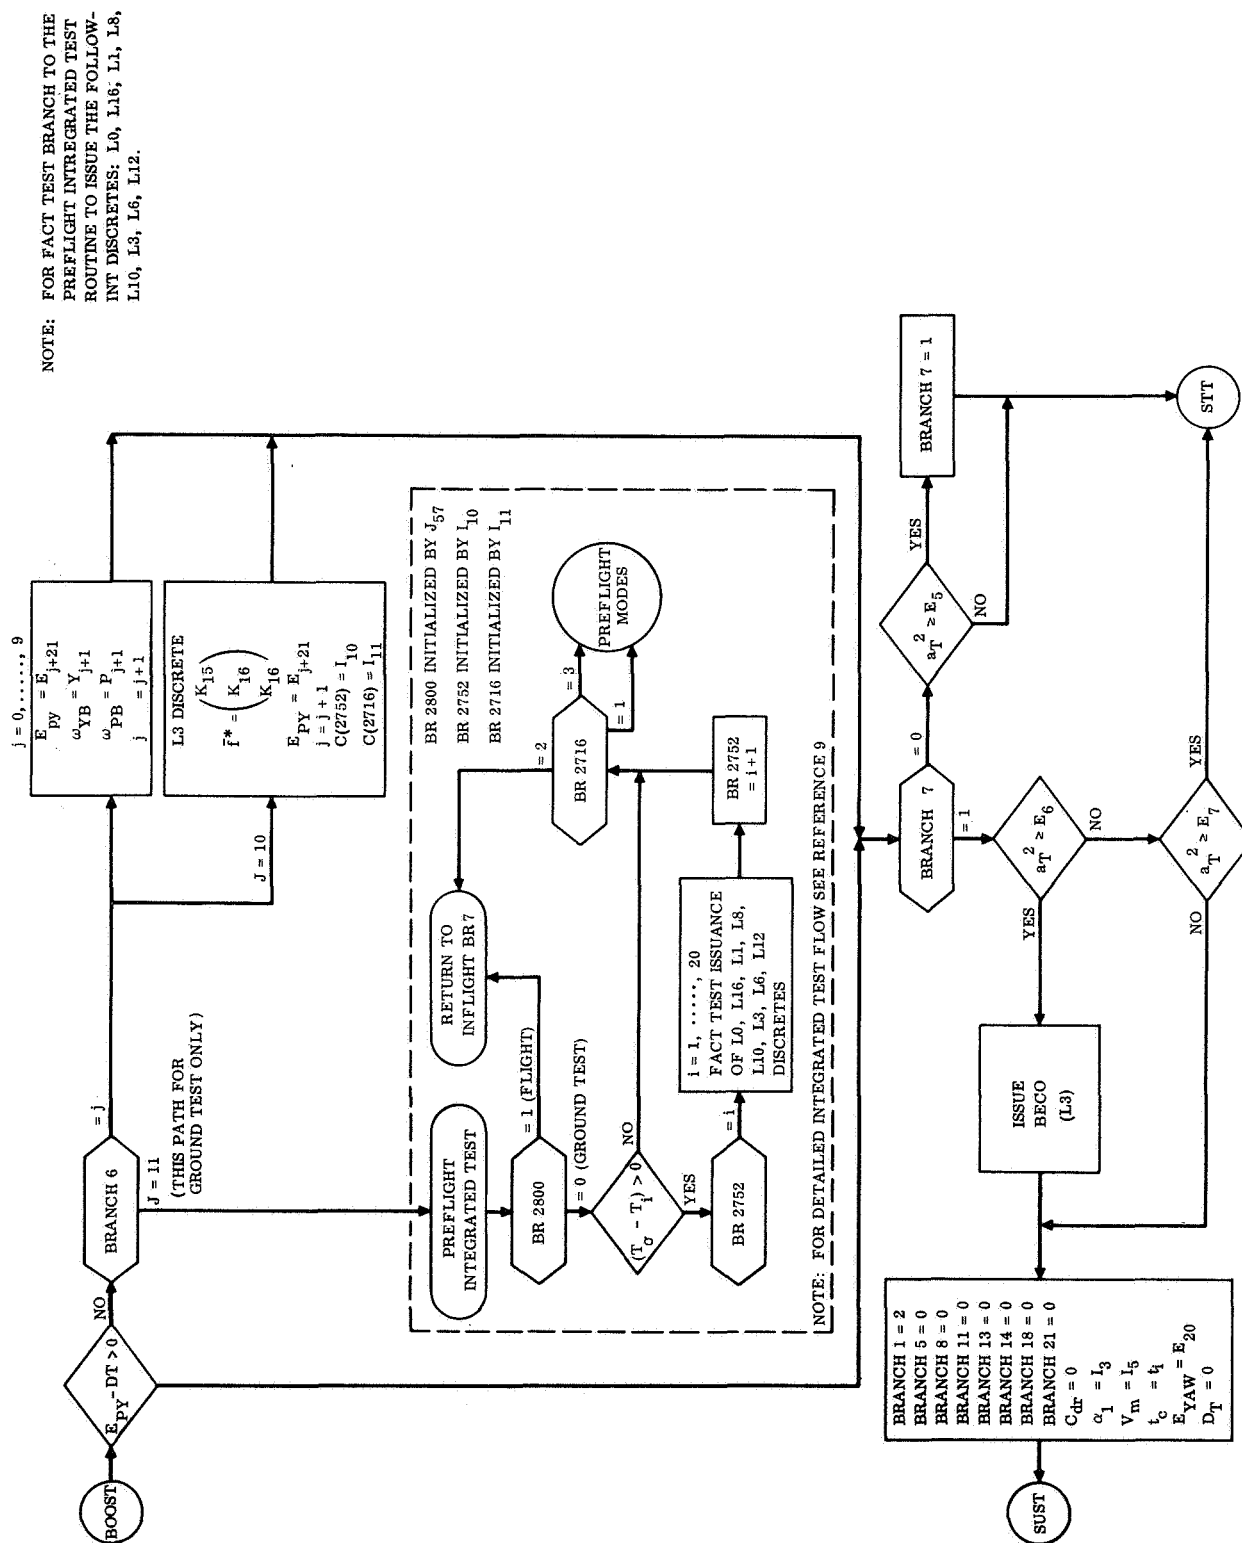 NOTE: FOR FACT TEST BRANCH TO THE
PREFLIGHT INTREGRATED TEST
ROUTINE TO ISSUE THE FOLLOW-
INT DISCRETES: L0, L16, L1, L8,
L10, L3, L6, L12.
BOOST
E_PY - DT > 0
NO
BRANCH 6
= j
J = 11
(THIS PATH FOR
GROUND TEST ONLY)
J = 10
j = 0, ....., 9
E_py = E_j+21
ω_YB = Y_j+1
ω_PB = P_j+1
j = j + 1
L3 DISCRETE
f̄* = (K_15
K_16
K_16)
E_PY = E_j+21
j = j + 1
C(2752) = I_10
C(2716) = I_11
PREFLIGHT
INTEGRATED TEST
BR 2800
= 1 (FLIGHT)
= 0 (GROUND TEST)
RETURN TO
INFLIGHT BR7
(T_σ - T_i) > 0
NO
YES
BR 2752
= i
i = 1, ....., 20
FACT TEST ISSUANCE
OF L0, L16, L1, L8,
L10, L3, L6, L12
DISCRETES
BR 2752
= i + 1
BR 2716
= 2
= 3
= 1
PREFLIGHT
MODES
BR 2800 INITIALIZED BY J_57
BR 2752 INITIALIZED BY I_10
BR 2716 INITIALIZED BY I_11
NOTE: FOR DETAILED INTEGRATED TEST FLOW SEE REFERENCE 9
BRANCH 7
= 0
= 1
a_T^2 ≥ E_5
YES
NO
BRANCH 7 = 1
a_T^2 ≥ E_6
YES
NO
a_T^2 ≥ E_7
YES
NO
STT
ISSUE
BECO
(L3)
BRANCH 1 = 2
BRANCH 5 = 0
BRANCH 8 = 0
BRANCH 11 = 0
BRANCH 13 = 0
BRANCH 14 = 0
BRANCH 18 = 0
BRANCH 21 = 0
C_dr = 0
α_1 = I_3
V_m = I_5
t_c = t_i
E_YAW = E_20
D_T = 0
SUST